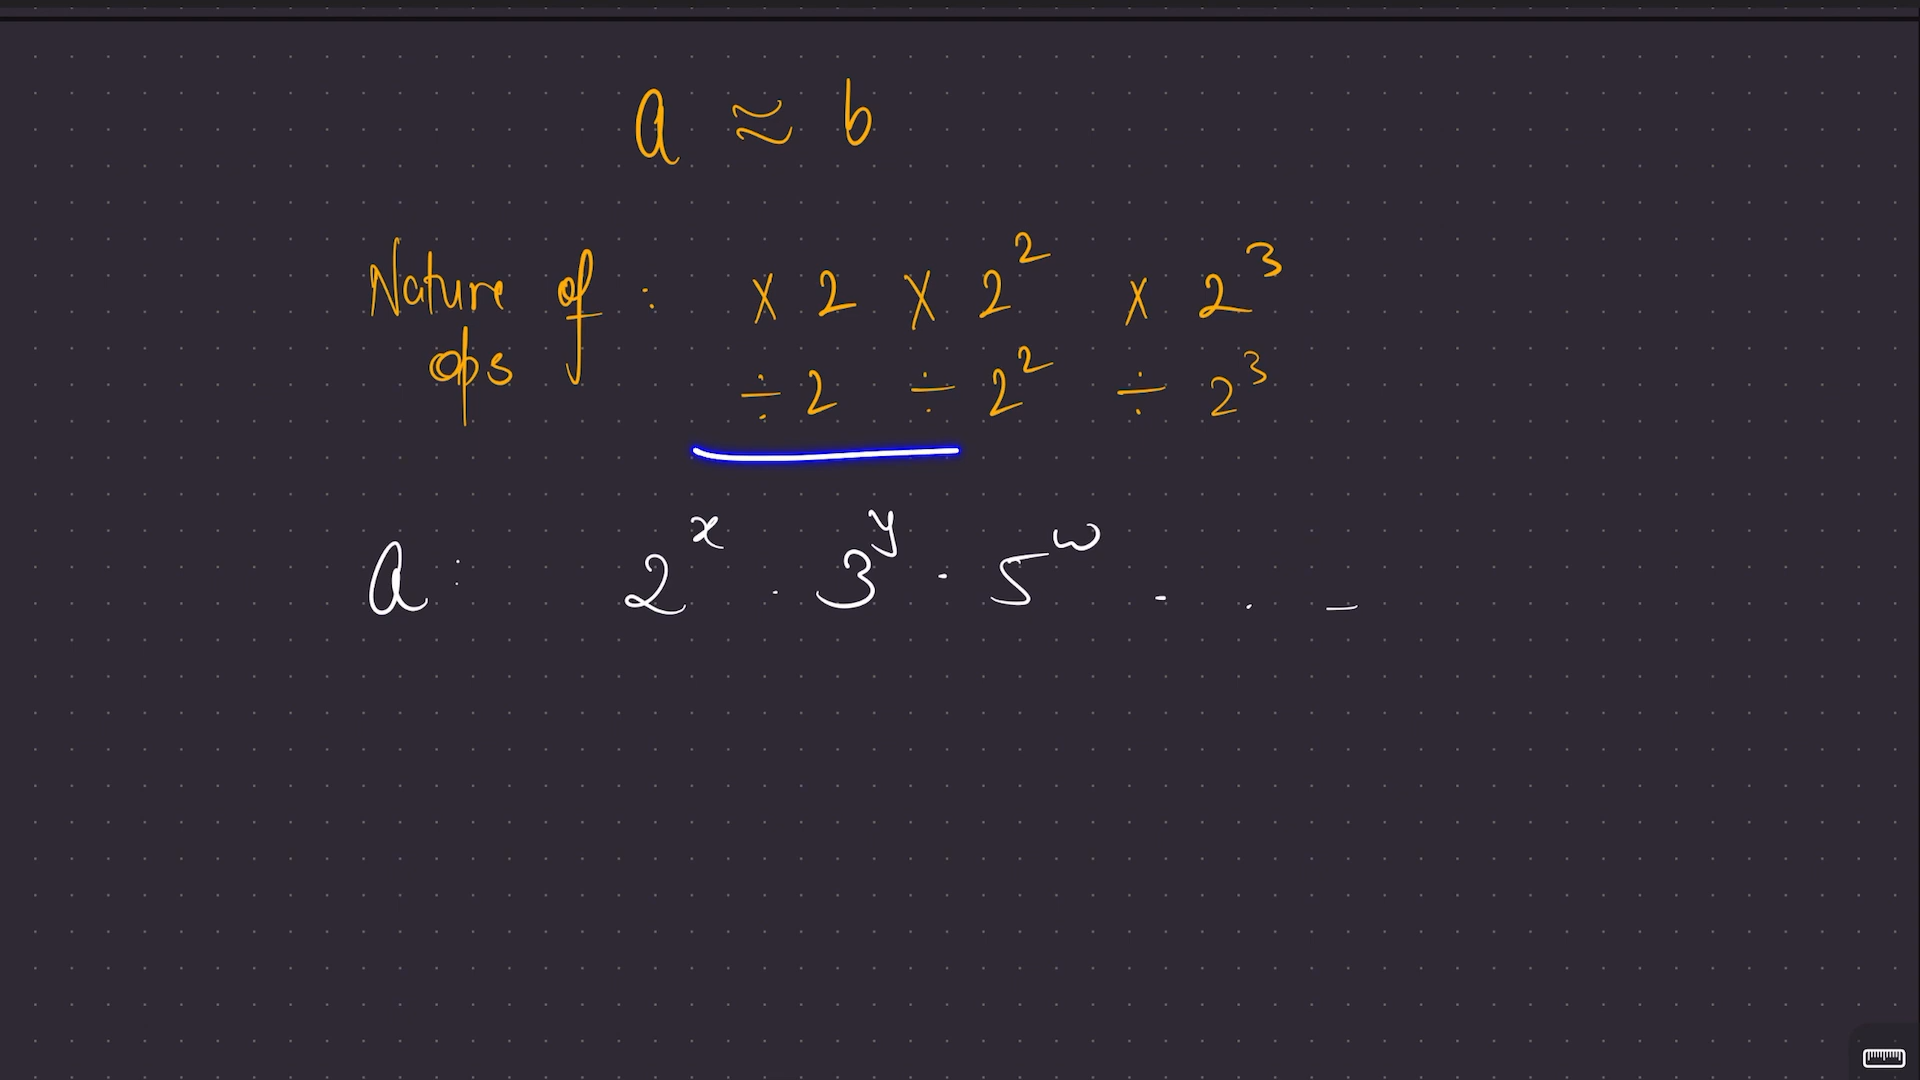 a ≈ b
Nature of : × 2 × 2² × 2³
ops ÷ 2 ÷ 2² ÷ 2³
a : 2ˣ · 3ʸ · 5ʷ . . _